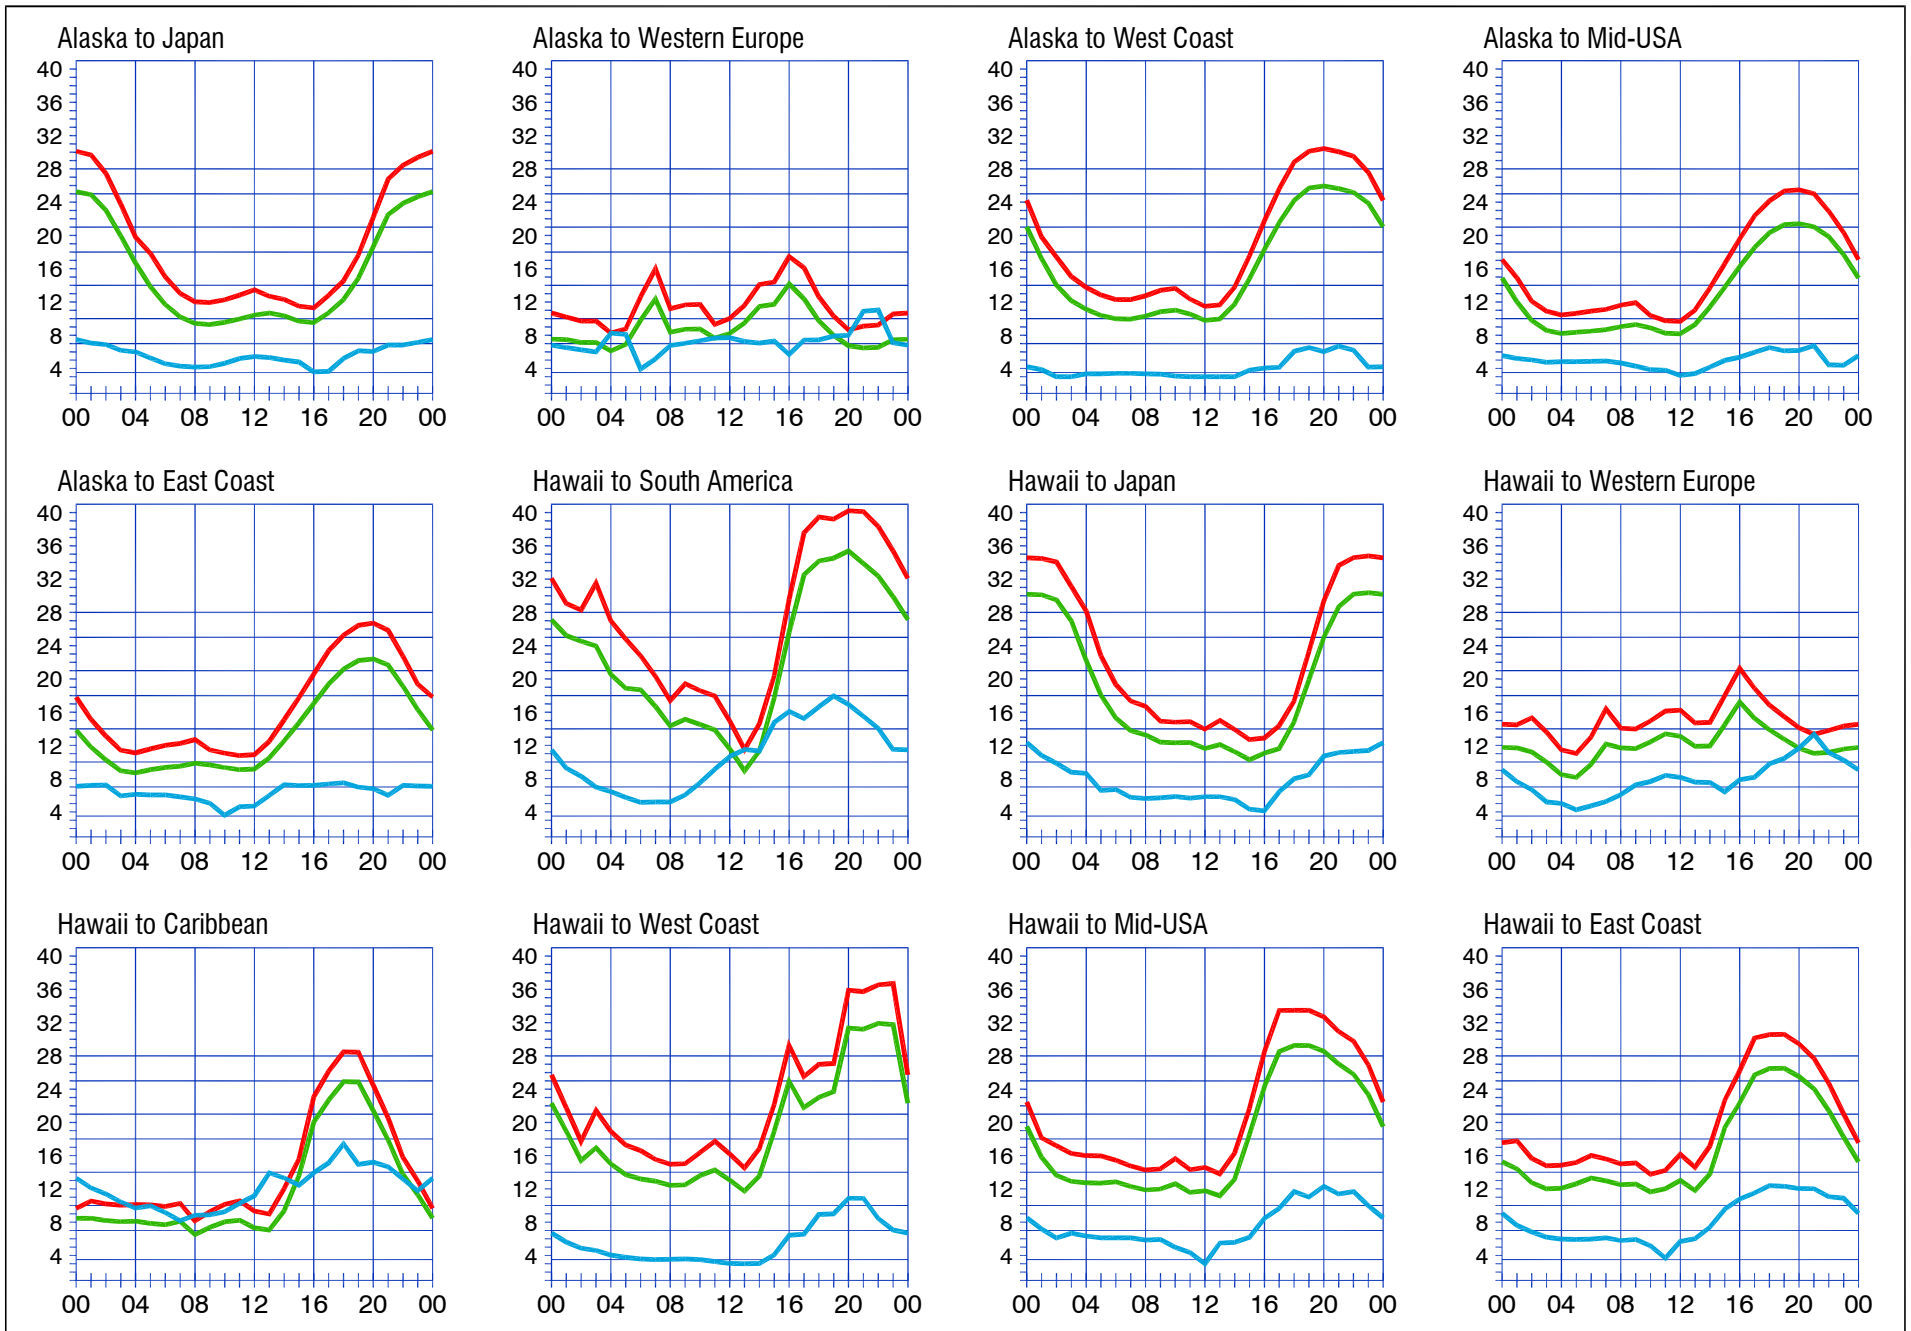 Alaska to Japan Alaska to Western Europe Alaska to West Coast Alaska to Mid-USA
40 40 40 40
36 36 36 36
32 32 32 32
28 28 28 28
24 24 24 24
20 20 20 20
16 16 16 16
12 12 12 12
8 8 8 8
4 4 4 4
00 04 08 12 16 20 00 00 04 08 12 16 20 00 00 04 08 12 16 20 00 00 04 08 12 16 20 00
Alaska to East Coast Hawaii to South America Hawaii to Japan Hawaii to Western Europe
40 40 40 40
36 36 36 36
32 32 32 32
28 28 28 28
24 24 24 24
20 20 20 20
16 16 16 16
12 12 12 12
8 8 8 8
4 4 4 4
00 04 08 12 16 20 00 00 04 08 12 16 20 00 00 04 08 12 16 20 00 00 04 08 12 16 20 00
Hawaii to Caribbean Hawaii to West Coast Hawaii to Mid-USA Hawaii to East Coast
40 40 40 40
36 36 36 36
32 32 32 32
28 28 28 28
24 24 24 24
20 20 20 20
16 16 16 16
12 12 12 12
8 8 8 8
4 4 4 4
00 04 08 12 16 20 00 00 04 08 12 16 20 00 00 04 08 12 16 20 00 00 04 08 12 16 20 00